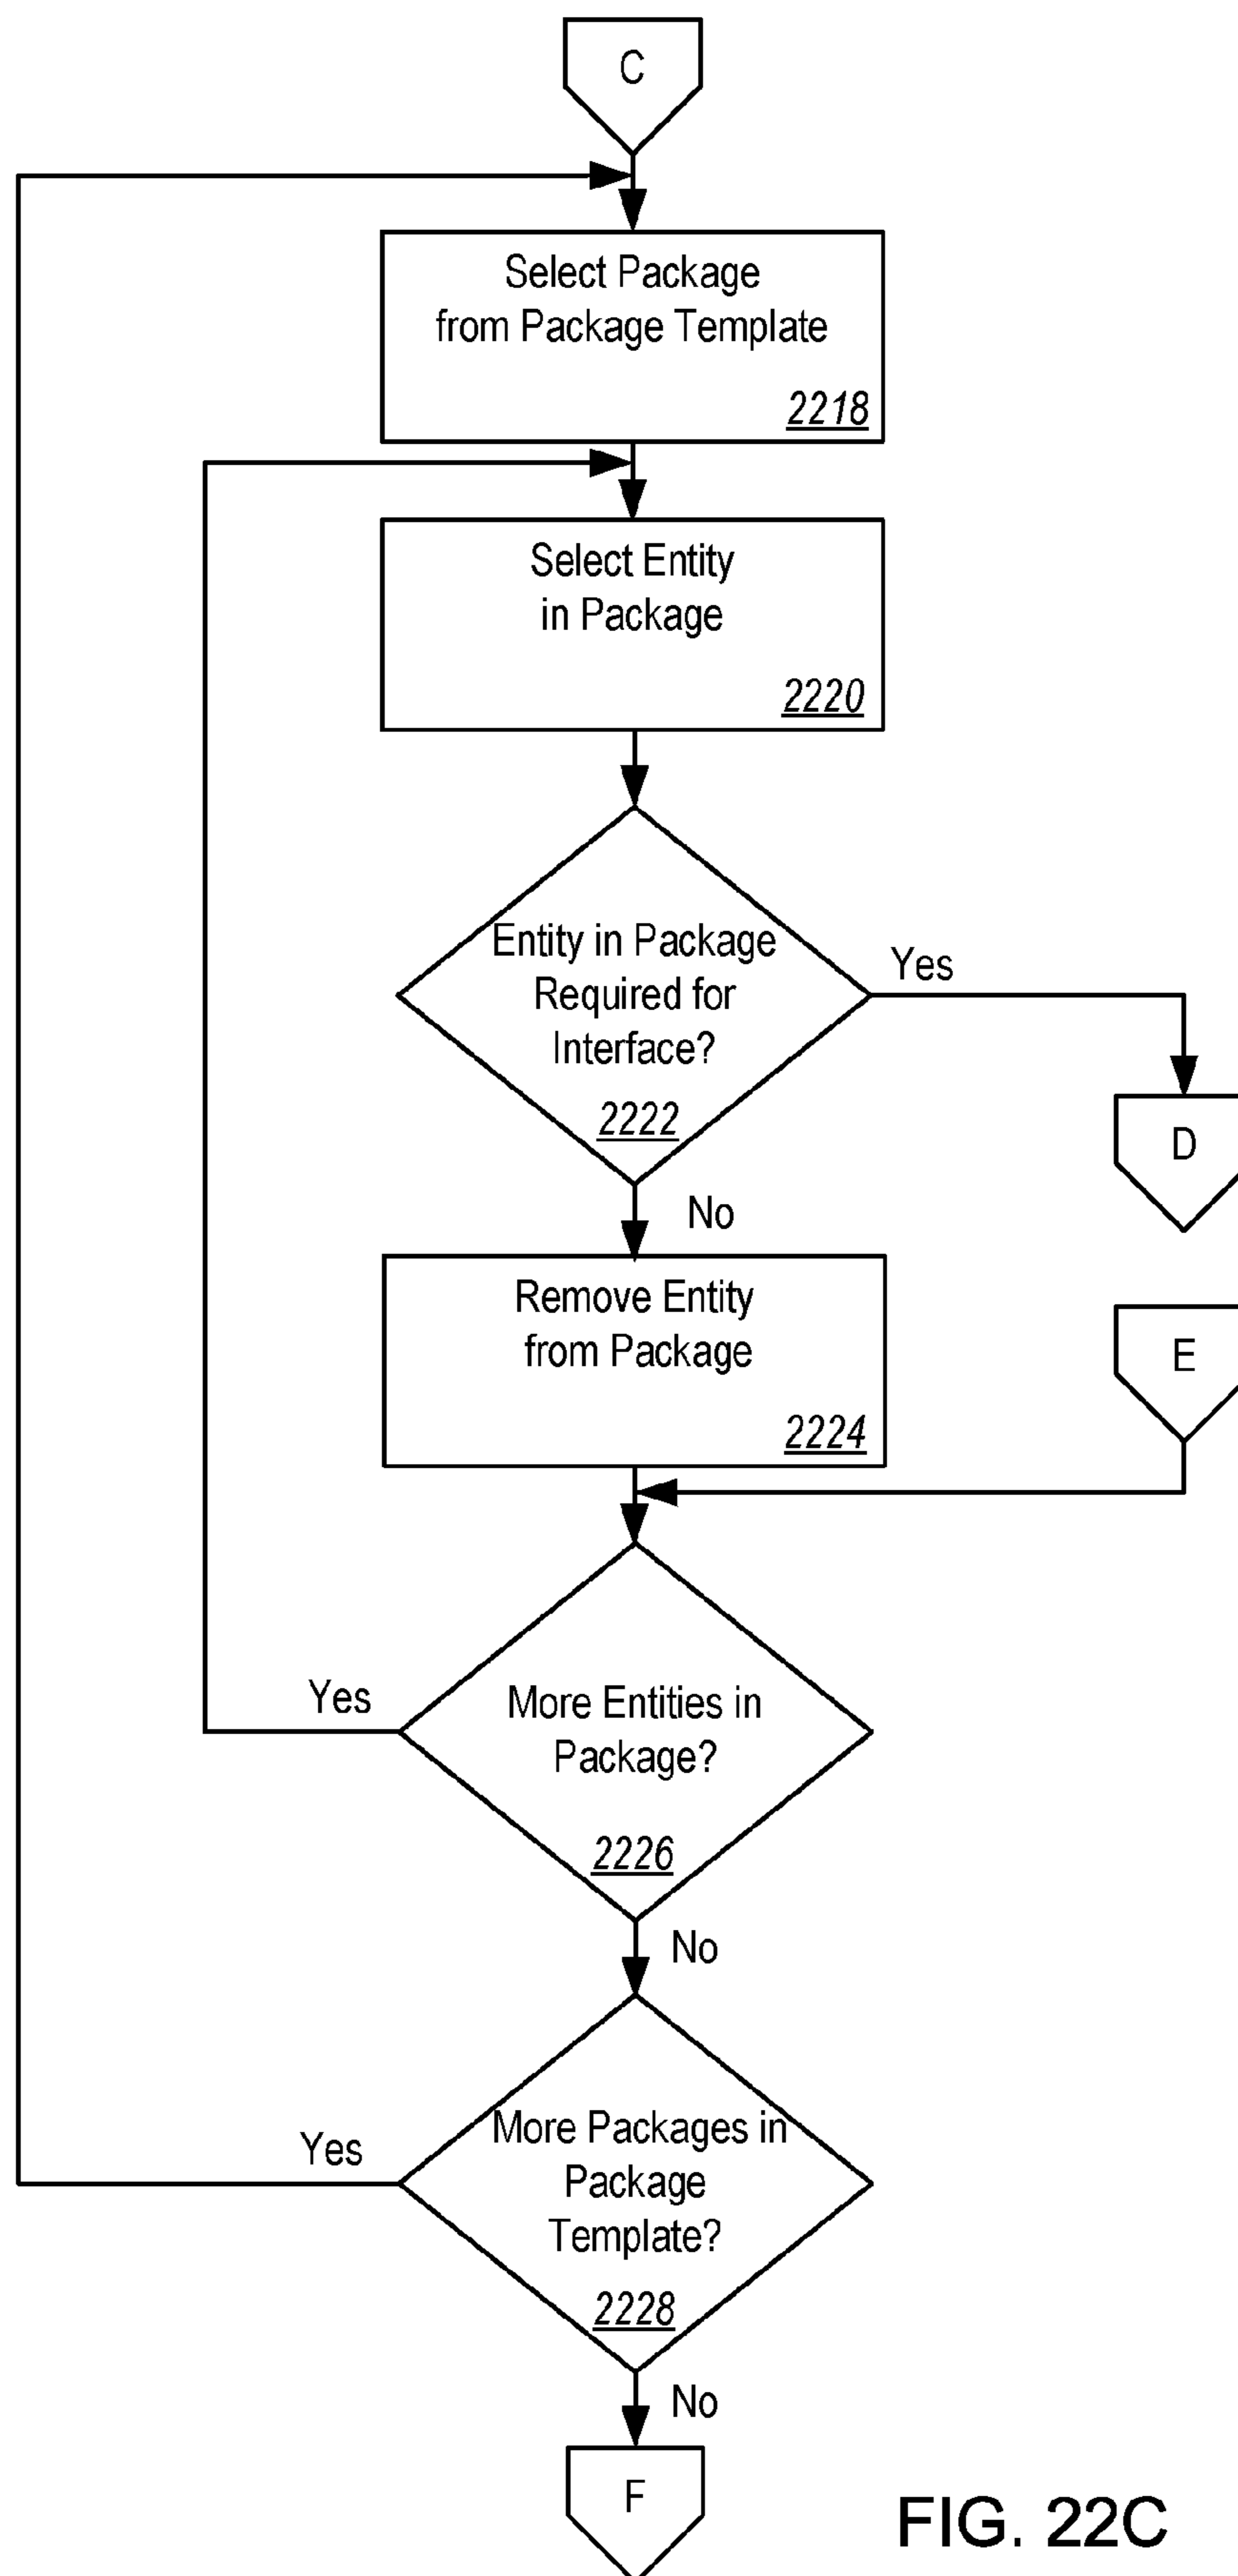 C
Select Package
from Package Template
2218
Select Entity
in Package
2220
Entity in Package
Required for
Interface?
2222
Yes
D
No
Remove Entity
from Package
2224
E
Yes
More Entities in
Package?
2226
No
Yes
More Packages in
Package
Template?
2228
No
F
FIG. 22C